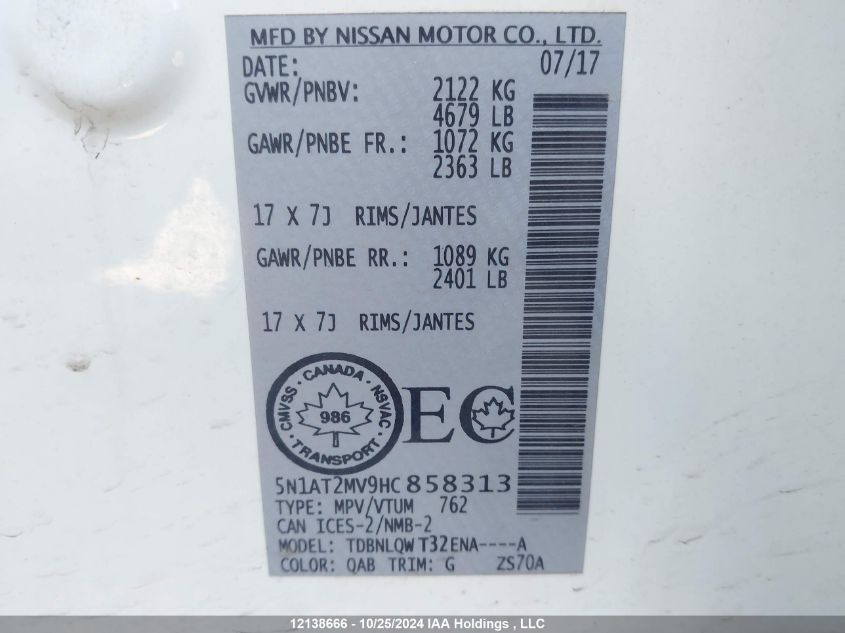 MFD BY NISSAN MOTOR CO., LTD.
DATE: 07/17
GVWR/PNBV: 2122 KG
4679 LB
GAWR/PNBE FR.: 1072 KG
2363 LB
17 X 7J RIMS/JANTES
GAWR/PNBE RR.: 1089 KG
2401 LB
17 X 7J RIMS/JANTES
CMVSS · CANADA · NSVAC
986
· TRANSPORT ·
EC
5N1AT2MV9HC858313
TYPE: MPV/VTUM 762
CAN ICES-2/NMB-2
MODEL: TDBNLQW T32ENA----A
COLOR: QAB TRIM: G ZS70A
12138666 - 10/25/2024 IAA Holdings , LLC